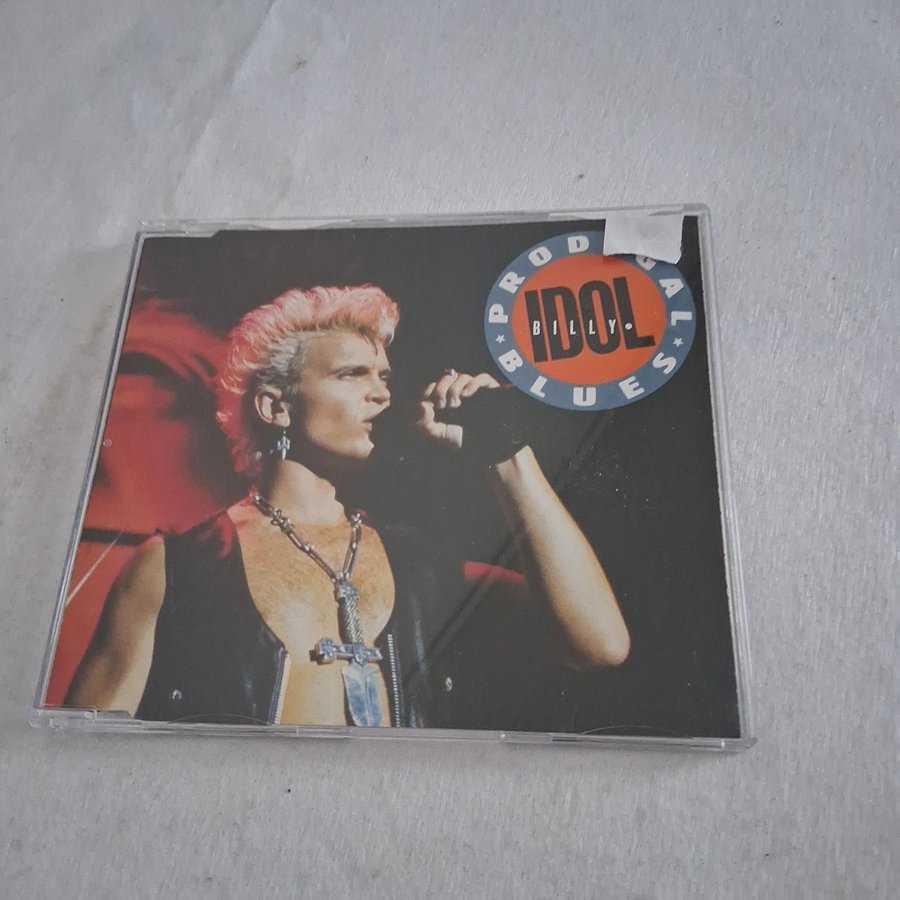 PRODIGAL
IDOL
BILLY.
★ BLUES ★